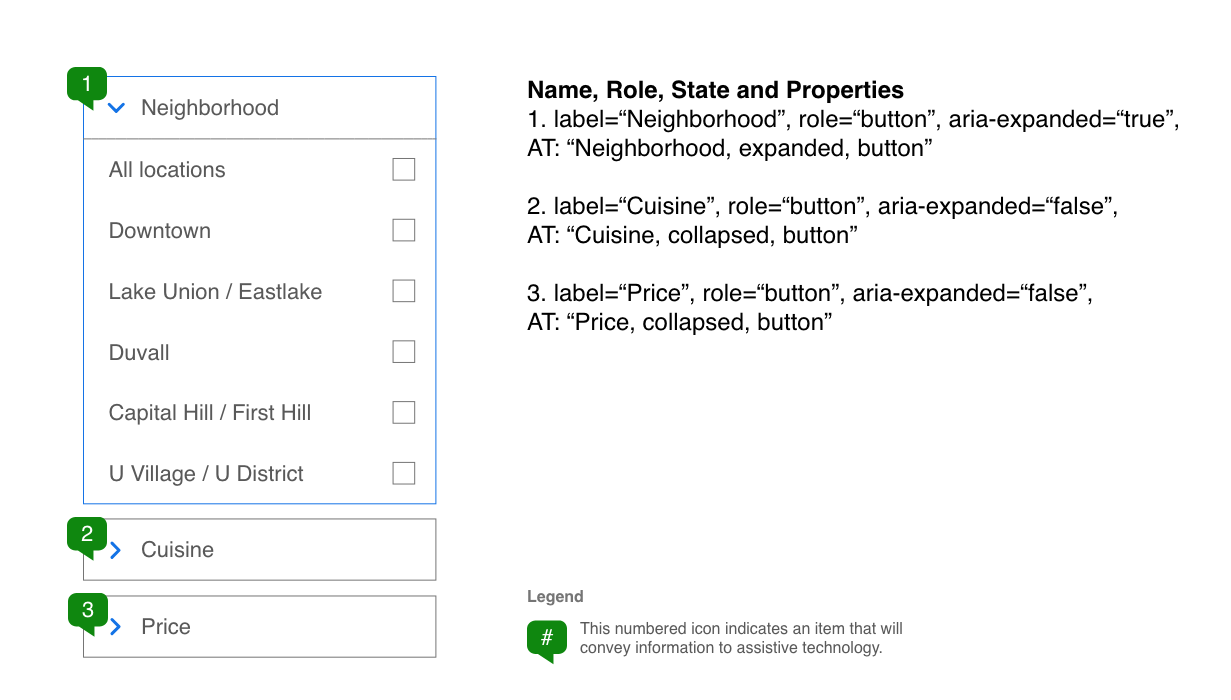 1
Neighborhood
All locations
Downtown
Lake Union / Eastlake
Duvall
Capital Hill / First Hill
U Village / U District
2
Cuisine
3
Price
Name, Role, State and Properties
1. label=“Neighborhood”, role=“button”, aria-expanded=“true”,
AT: “Neighborhood, expanded, button”
2. label=“Cuisine”, role=“button”, aria-expanded=“false”,
AT: “Cuisine, collapsed, button”
3. label=“Price”, role=“button”, aria-expanded=“false”,
AT: “Price, collapsed, button”
Legend
#
This numbered icon indicates an item that will
convey information to assistive technology.